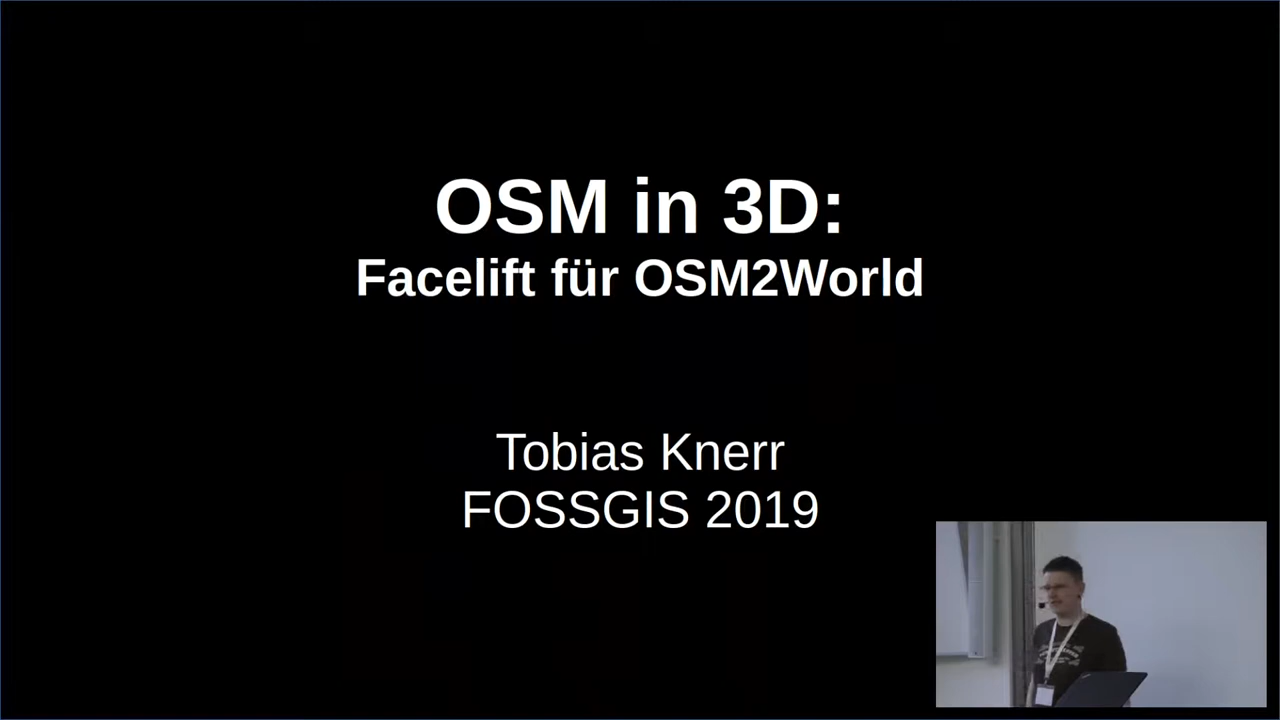 OSM in 3D:
Facelift für OSM2World
Tobias Knerr
FOSSGIS 2019